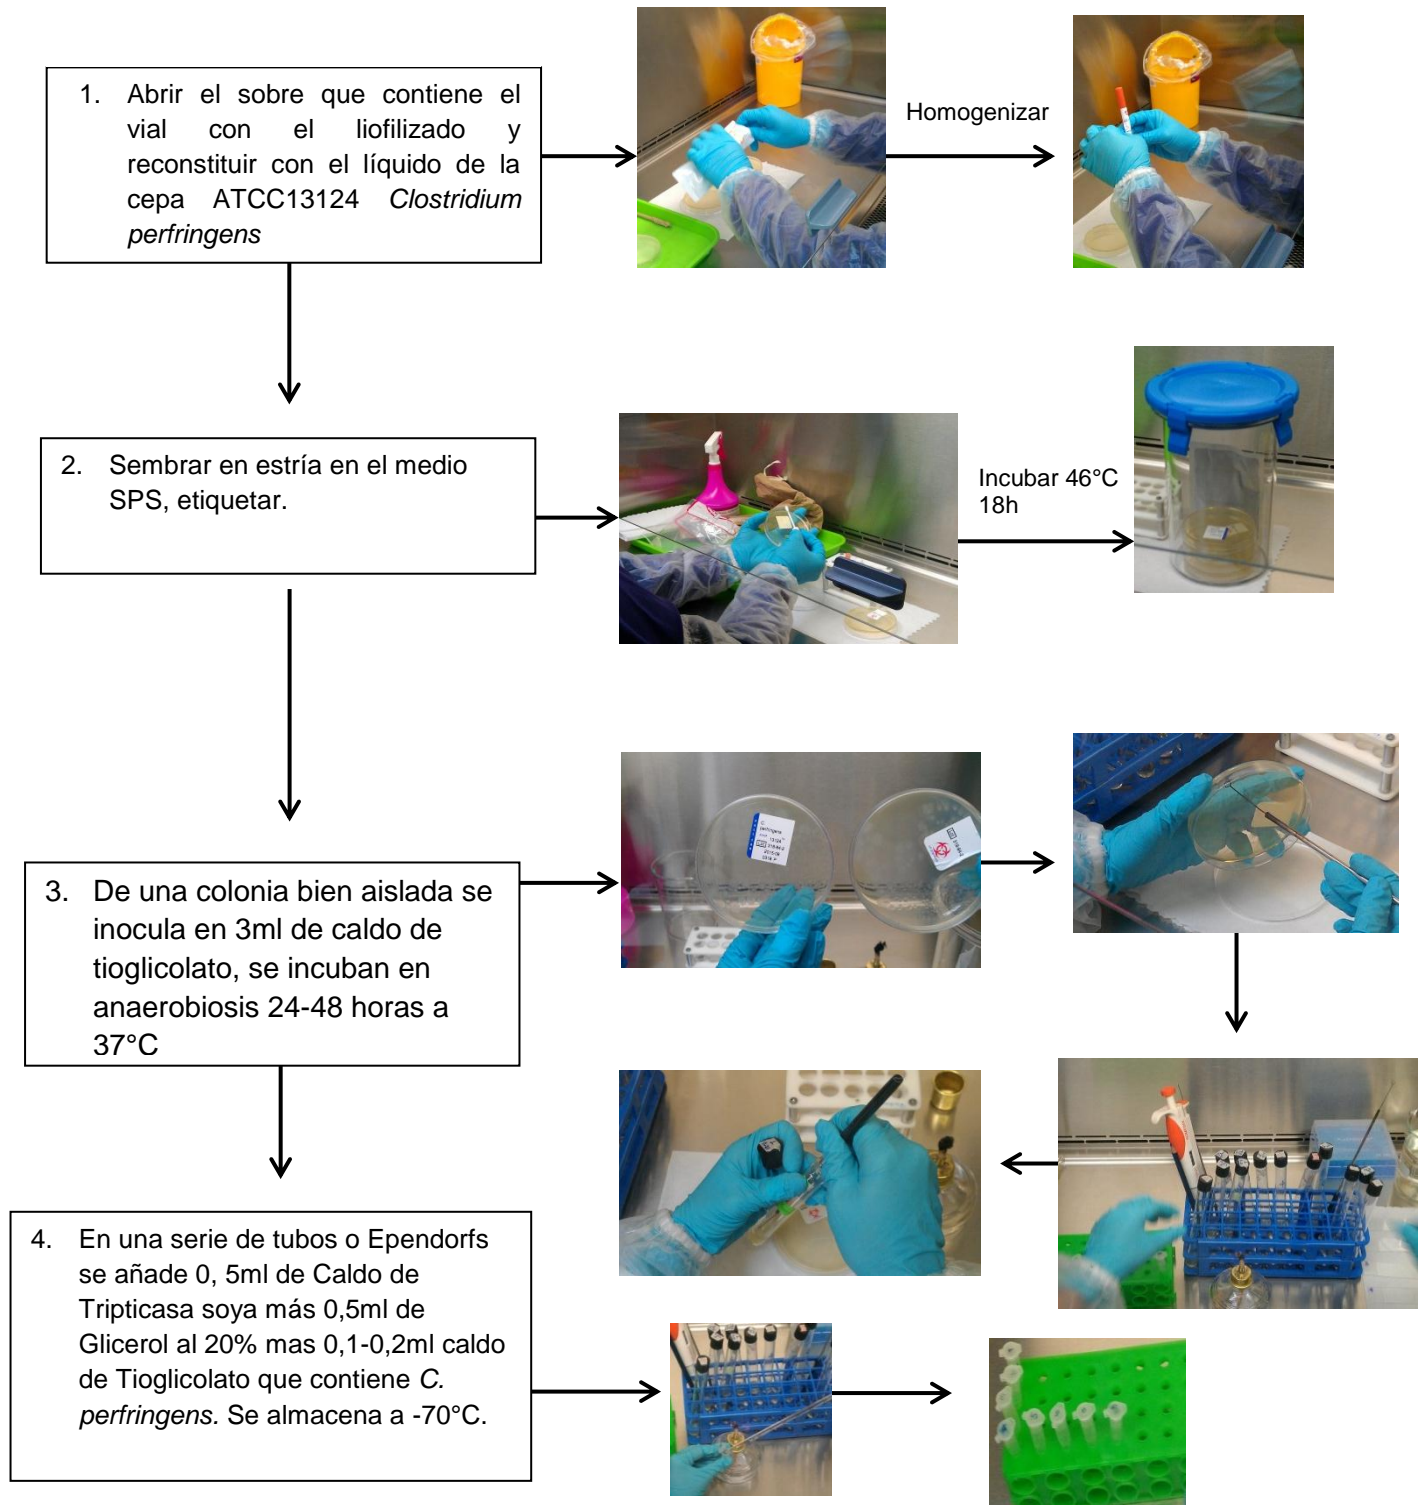 1. Abrir el sobre que contiene el
vial con el liofilizado y
reconstituir con el líquido de la
cepa ATCC13124 Clostridium
perfringens
Homogenizar
2. Sembrar en estría en el medio
SPS, etiquetar.
Incubar 46°C
18h
3. De una colonia bien aislada se
inocula en 3ml de caldo de
tioglicolato, se incuban en
anaerobiosis 24-48 horas a
37°C
perfringens
13124
4. En una serie de tubos o Ependorfs
se añade 0, 5ml de Caldo de
Tripticasa soya más 0,5ml de
Glicerol al 20% mas 0,1-0,2ml caldo
de Tioglicolato que contiene C.
perfringens. Se almacena a -70°C.